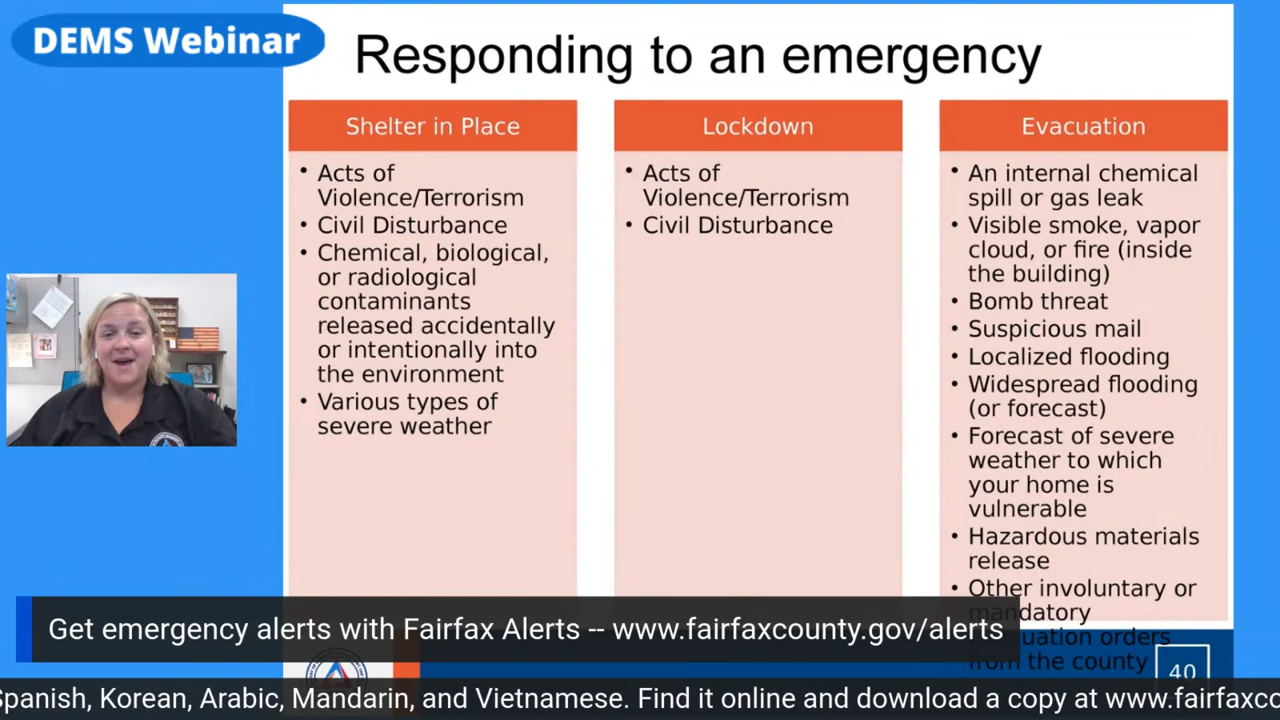 DEMS Webinar
Responding to an emergency
Shelter in Place
• Acts of
Violence/Terrorism
• Civil Disturbance
• Chemical, biological,
or radiological
contaminants
released accidentally
or intentionally into
the environment
• Various types of
severe weather
Lockdown
• Acts of
Violence/Terrorism
• Civil Disturbance
Evacuation
• An internal chemical
spill or gas leak
• Visible smoke, vapor
cloud, or fire (inside
the building)
• Bomb threat
• Suspicious mail
• Localized flooding
• Widespread flooding
(or forecast)
• Forecast of severe
weather to which
your home is
vulnerable
• Hazardous materials
release
• Other involuntary or
mandatory
evacuation orders
from the county
Get emergency alerts with Fairfax Alerts -- www.fairfaxcounty.gov/alerts
40
Spanish, Korean, Arabic, Mandarin, and Vietnamese. Find it online and download a copy at www.fairfaxco